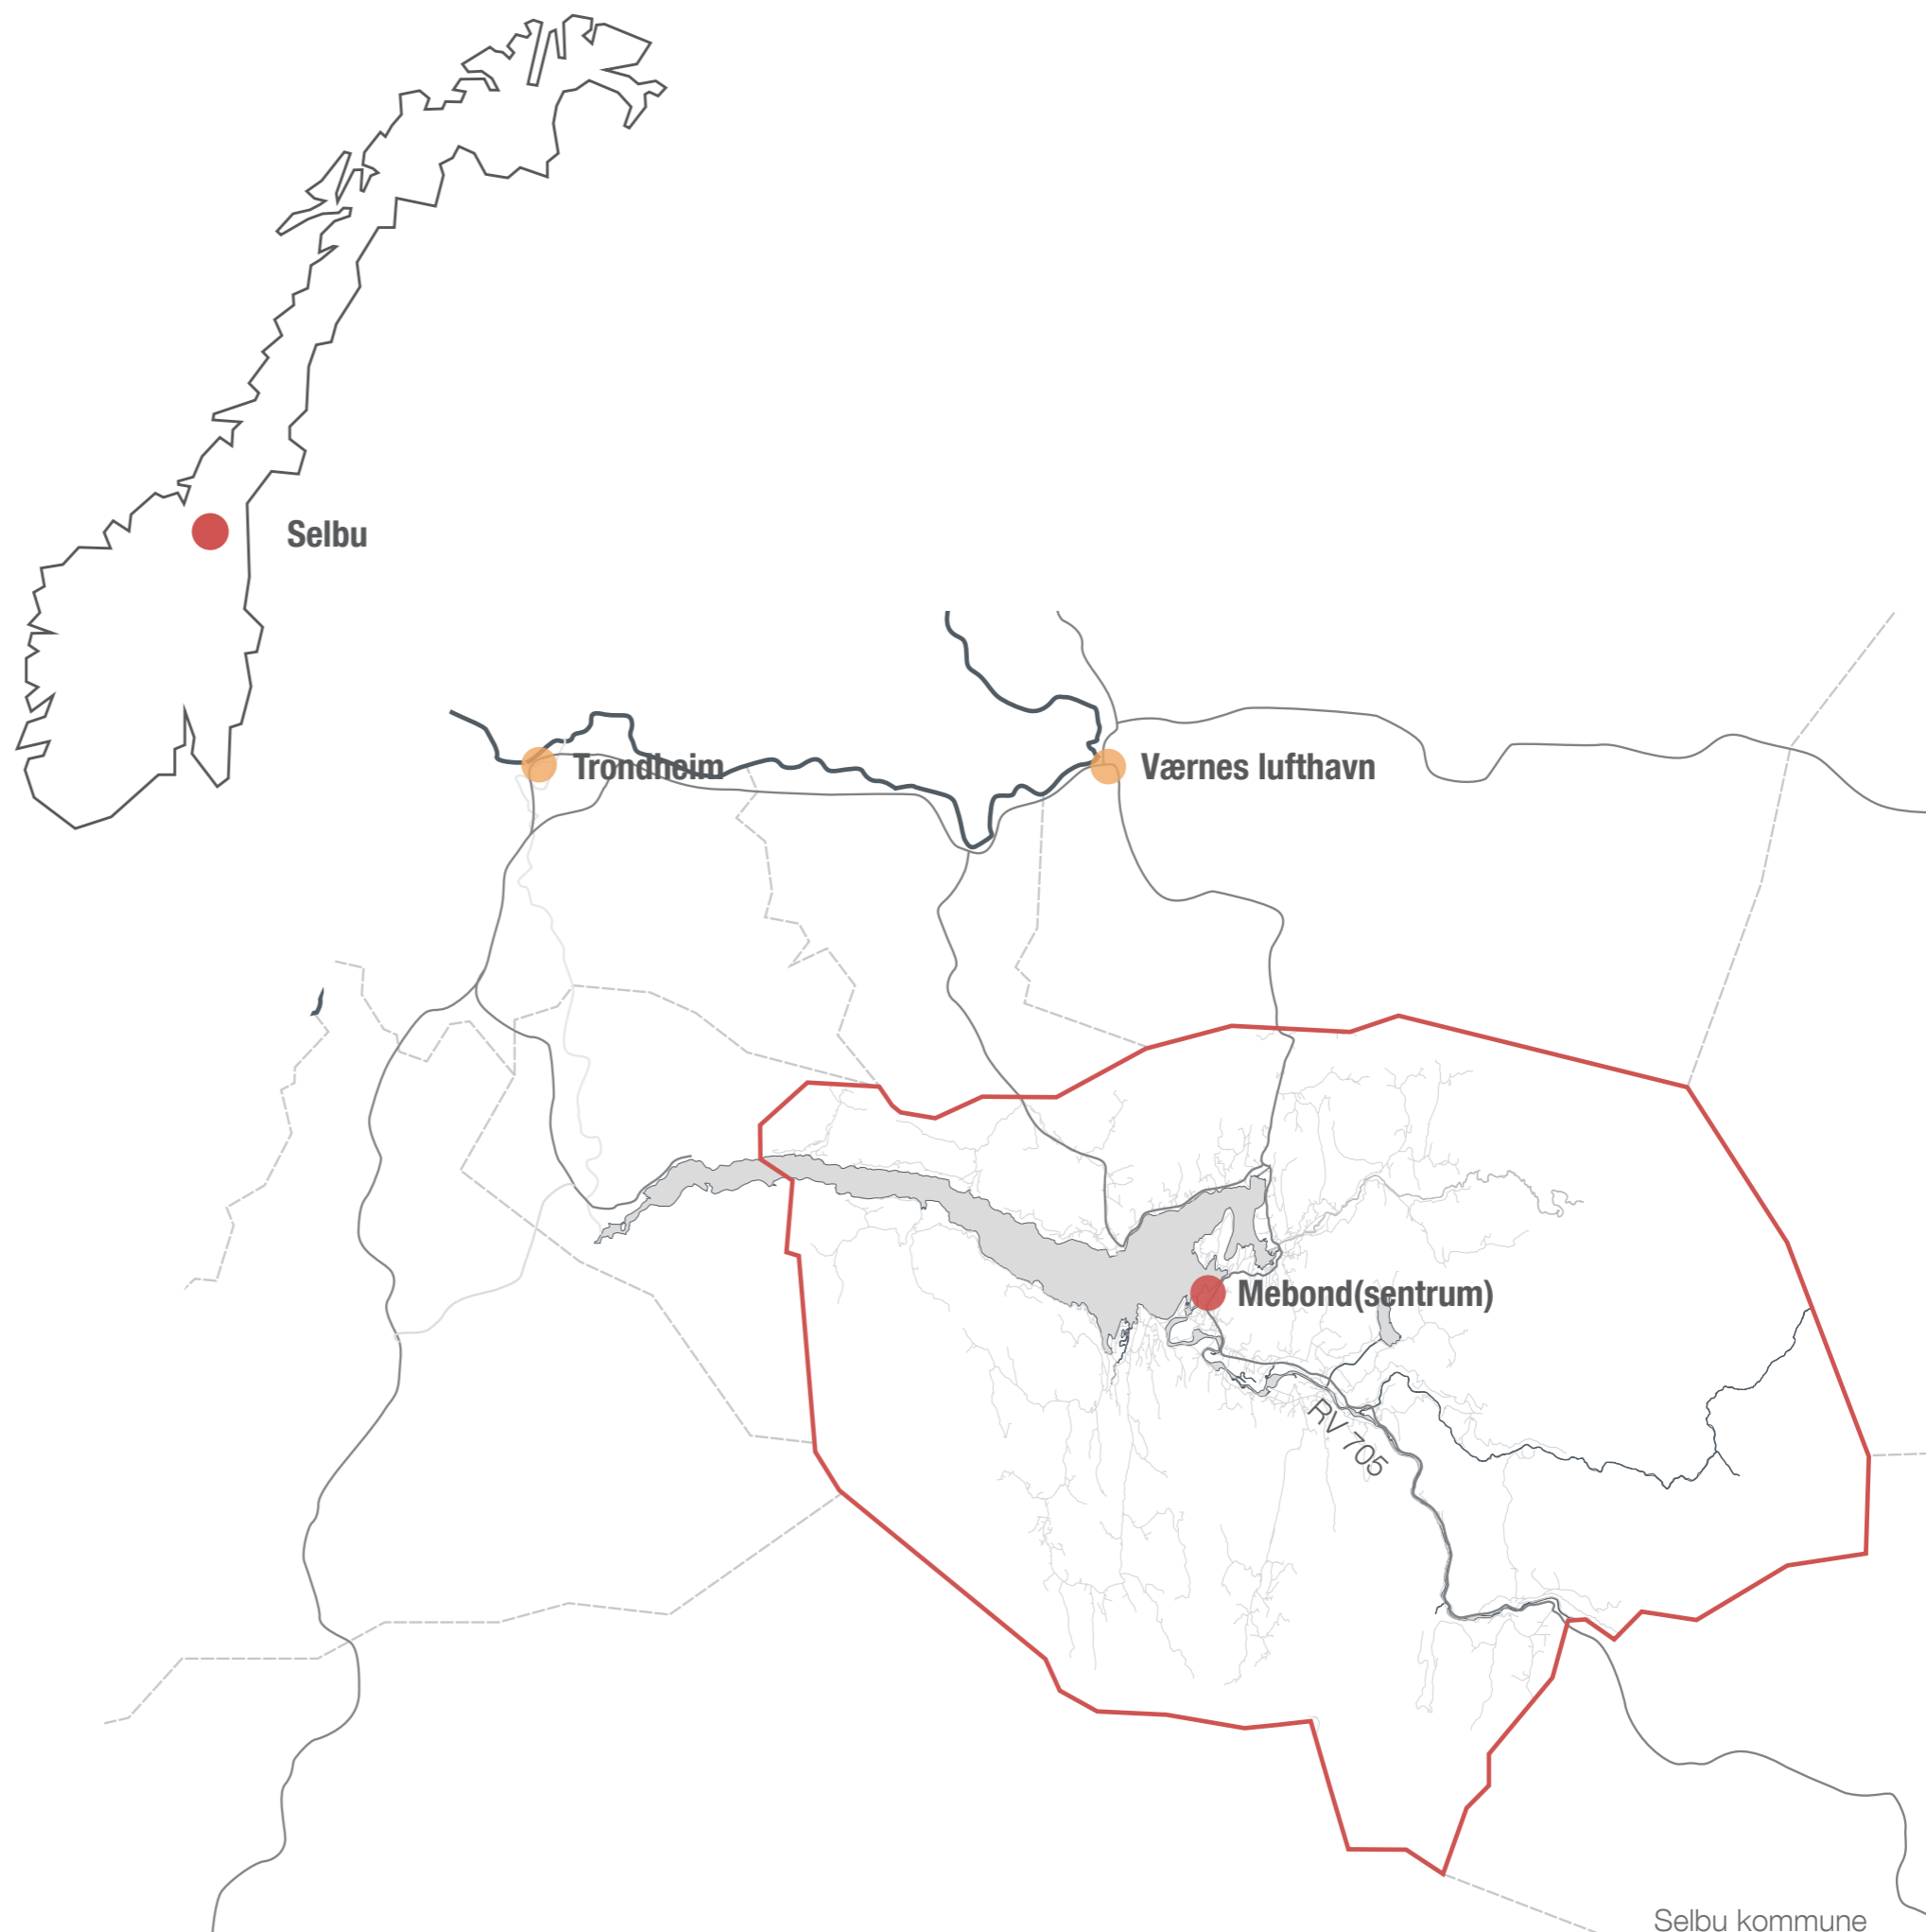 Selbu
Trondheim
Værnes lufthavn
Mebond(sentrum)
RV 705
Selbu kommune